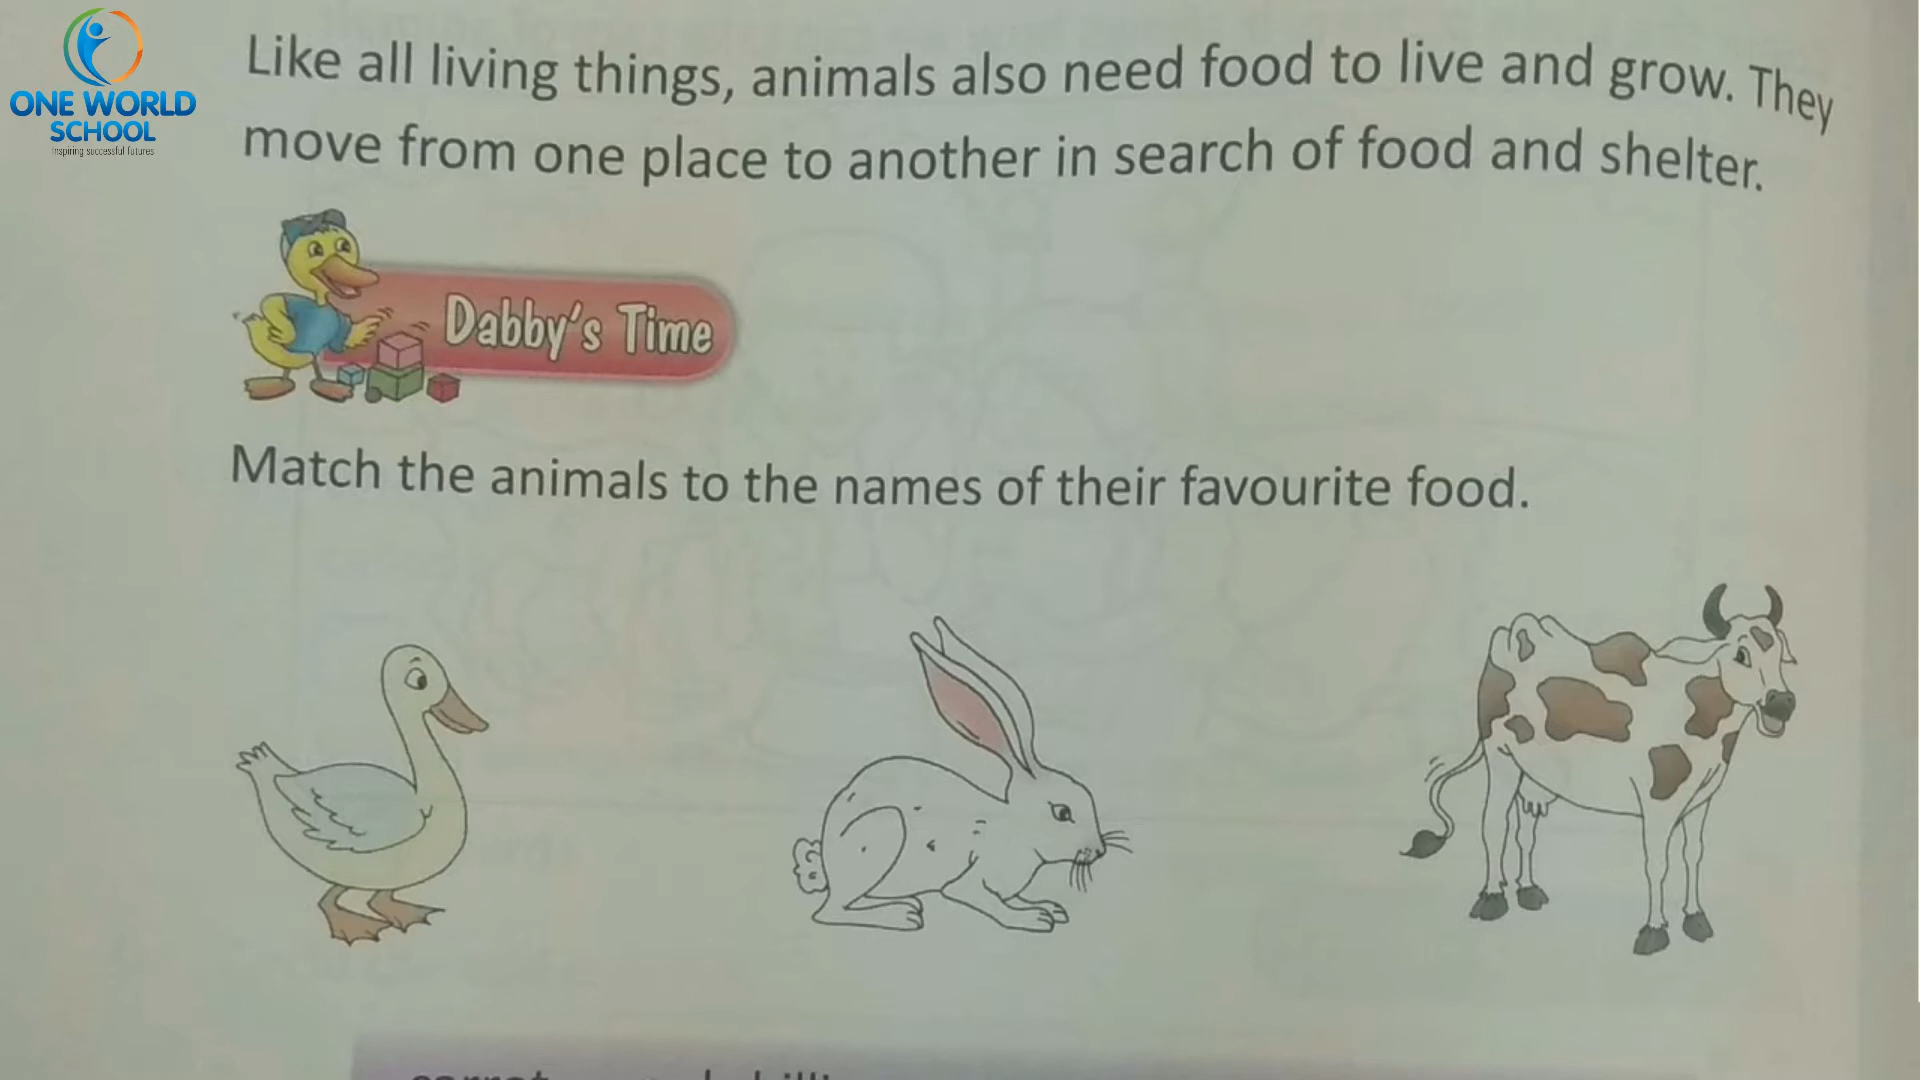 ONE WORLD
SCHOOL
Inspiring successful futures
Like all living things, animals also need food to live and grow. They
move from one place to another in search of food and shelter.
Dabby's Time
Match the animals to the names of their favourite food.